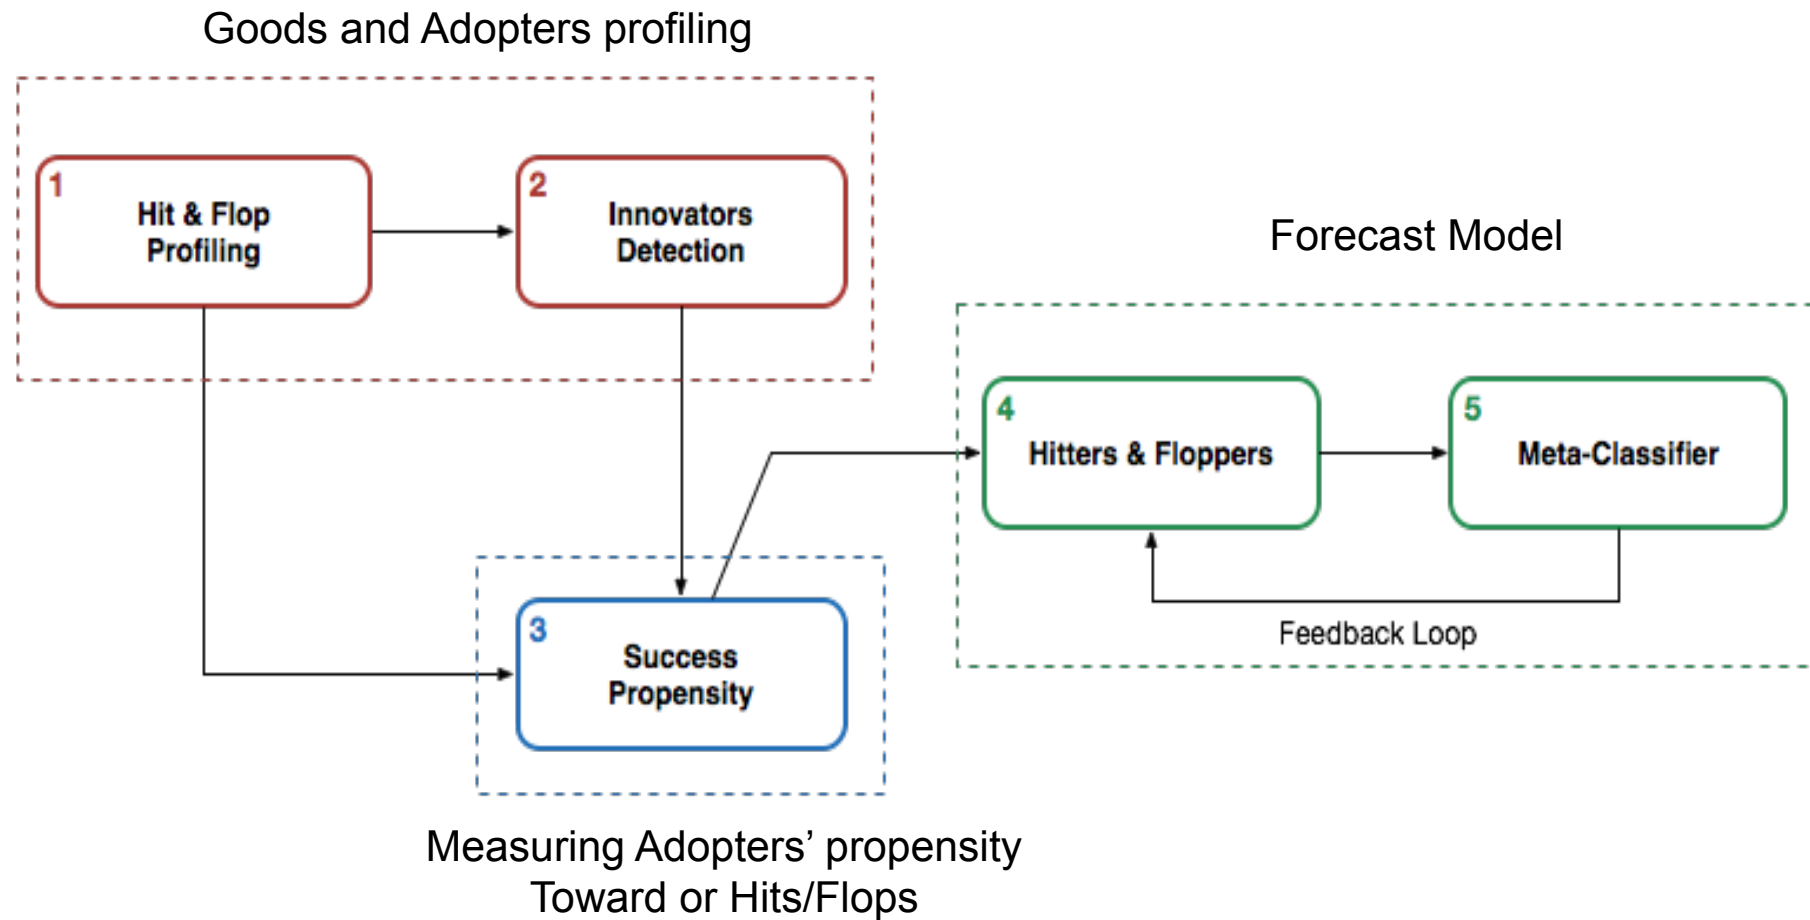 Goods and Adopters profiling
1
Hit & Flop
Profiling
2
Innovators
Detection
Forecast Model
4
Hitters & Floppers
5
Meta-Classifier
Feedback Loop
3
Success
Propensity
Measuring Adopters’ propensity
Toward or Hits/Flops